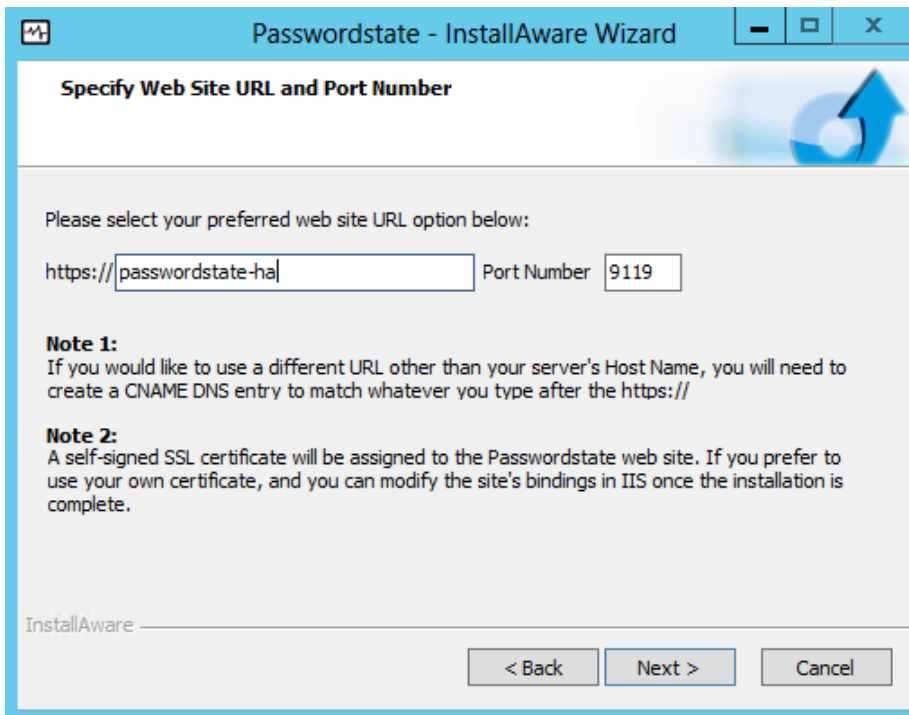 Passwordstate - InstallAware Wizard
Specify Web Site URL and Port Number
Please select your preferred web site URL option below:
https:// passwordstate-ha Port Number 9119
Note 1:
If you would like to use a different URL other than your server's Host Name, you will need to
create a CNAME DNS entry to match whatever you type after the https://
Note 2:
A self-signed SSL certificate will be assigned to the Passwordstate web site. If you prefer to
use your own certificate, and you can modify the site's bindings in IIS once the installation is
complete.
InstallAware
< Back Next > Cancel